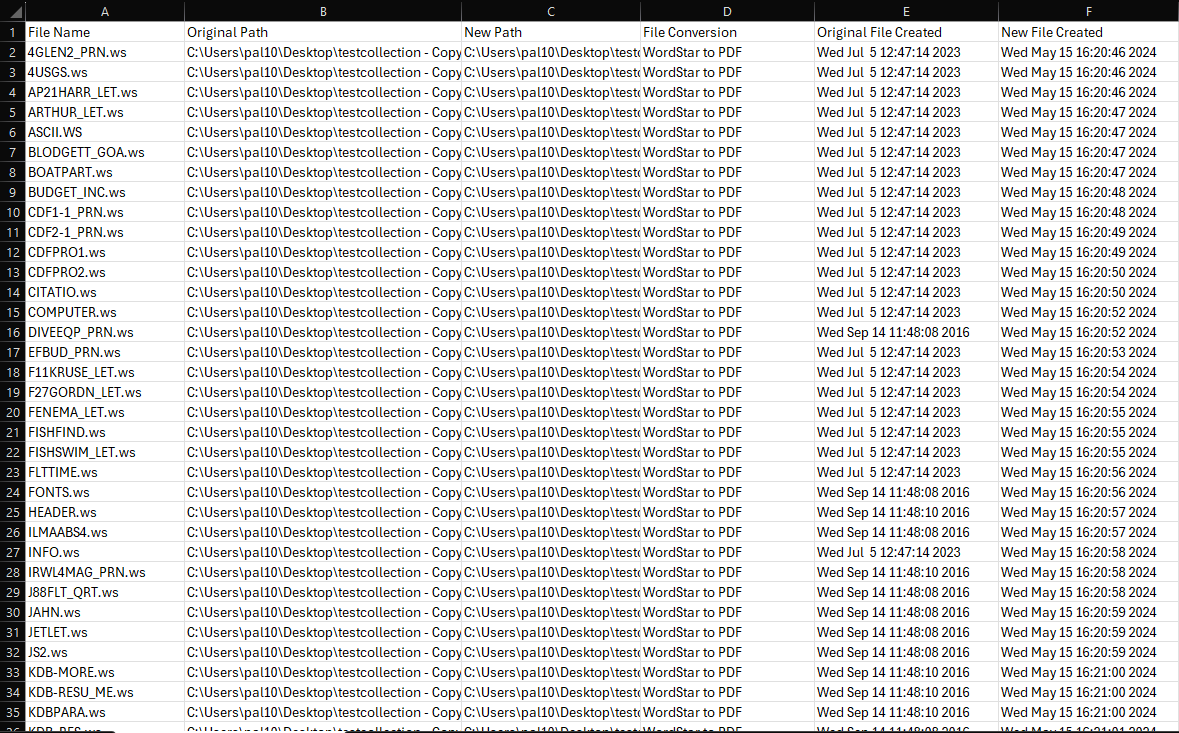 A B C D E F
1 File Name Original Path New Path File Conversion Original File Created New File Created
2 4GLEN2_PRN.ws C:\Users\pal10\Desktop\testcollection - Copy C:\Users\pal10\Desktop\test WordStar to PDF Wed Jul  5 12:47:14 2023 Wed May 15 16:20:46 2024
3 4USGS.ws C:\Users\pal10\Desktop\testcollection - Copy C:\Users\pal10\Desktop\test WordStar to PDF Wed Jul  5 12:47:14 2023 Wed May 15 16:20:46 2024
4 AP21HARR_LET.ws C:\Users\pal10\Desktop\testcollection - Copy C:\Users\pal10\Desktop\test WordStar to PDF Wed Jul  5 12:47:14 2023 Wed May 15 16:20:46 2024
5 ARTHUR_LET.ws C:\Users\pal10\Desktop\testcollection - Copy C:\Users\pal10\Desktop\test WordStar to PDF Wed Jul  5 12:47:14 2023 Wed May 15 16:20:47 2024
6 ASCII.WS C:\Users\pal10\Desktop\testcollection - Copy C:\Users\pal10\Desktop\test WordStar to PDF Wed Jul  5 12:47:14 2023 Wed May 15 16:20:47 2024
7 BLODGETT_GOA.ws C:\Users\pal10\Desktop\testcollection - Copy C:\Users\pal10\Desktop\test WordStar to PDF Wed Jul  5 12:47:14 2023 Wed May 15 16:20:47 2024
8 BOATPART.ws C:\Users\pal10\Desktop\testcollection - Copy C:\Users\pal10\Desktop\test WordStar to PDF Wed Jul  5 12:47:14 2023 Wed May 15 16:20:47 2024
9 BUDGET_INC.ws C:\Users\pal10\Desktop\testcollection - Copy C:\Users\pal10\Desktop\test WordStar to PDF Wed Jul  5 12:47:14 2023 Wed May 15 16:20:48 2024
10 CDF1-1_PRN.ws C:\Users\pal10\Desktop\testcollection - Copy C:\Users\pal10\Desktop\test WordStar to PDF Wed Jul  5 12:47:14 2023 Wed May 15 16:20:48 2024
11 CDF2-1_PRN.ws C:\Users\pal10\Desktop\testcollection - Copy C:\Users\pal10\Desktop\test WordStar to PDF Wed Jul  5 12:47:14 2023 Wed May 15 16:20:49 2024
12 CDFPRO1.ws C:\Users\pal10\Desktop\testcollection - Copy C:\Users\pal10\Desktop\test WordStar to PDF Wed Jul  5 12:47:14 2023 Wed May 15 16:20:49 2024
13 CDFPRO2.ws C:\Users\pal10\Desktop\testcollection - Copy C:\Users\pal10\Desktop\test WordStar to PDF Wed Jul  5 12:47:14 2023 Wed May 15 16:20:50 2024
14 CITATIO.ws C:\Users\pal10\Desktop\testcollection - Copy C:\Users\pal10\Desktop\test WordStar to PDF Wed Jul  5 12:47:14 2023 Wed May 15 16:20:50 2024
15 COMPUTER.ws C:\Users\pal10\Desktop\testcollection - Copy C:\Users\pal10\Desktop\test WordStar to PDF Wed Jul  5 12:47:14 2023 Wed May 15 16:20:52 2024
16 DIVEEQP_PRN.ws C:\Users\pal10\Desktop\testcollection - Copy C:\Users\pal10\Desktop\test WordStar to PDF Wed Sep 14 11:48:08 2016 Wed May 15 16:20:52 2024
17 EFBUD_PRN.ws C:\Users\pal10\Desktop\testcollection - Copy C:\Users\pal10\Desktop\test WordStar to PDF Wed Jul  5 12:47:14 2023 Wed May 15 16:20:53 2024
18 F11KRUSE_LET.ws C:\Users\pal10\Desktop\testcollection - Copy C:\Users\pal10\Desktop\test WordStar to PDF Wed Jul  5 12:47:14 2023 Wed May 15 16:20:54 2024
19 F27GORDN_LET.ws C:\Users\pal10\Desktop\testcollection - Copy C:\Users\pal10\Desktop\test WordStar to PDF Wed Jul  5 12:47:14 2023 Wed May 15 16:20:54 2024
20 FENEMA_LET.ws C:\Users\pal10\Desktop\testcollection - Copy C:\Users\pal10\Desktop\test WordStar to PDF Wed Jul  5 12:47:14 2023 Wed May 15 16:20:55 2024
21 FISHFIND.ws C:\Users\pal10\Desktop\testcollection - Copy C:\Users\pal10\Desktop\test WordStar to PDF Wed Jul  5 12:47:14 2023 Wed May 15 16:20:55 2024
22 FISHSWIM_LET.ws C:\Users\pal10\Desktop\testcollection - Copy C:\Users\pal10\Desktop\test WordStar to PDF Wed Jul  5 12:47:14 2023 Wed May 15 16:20:55 2024
23 FLTTIME.ws C:\Users\pal10\Desktop\testcollection - Copy C:\Users\pal10\Desktop\test WordStar to PDF Wed Jul  5 12:47:14 2023 Wed May 15 16:20:56 2024
24 FONTS.ws C:\Users\pal10\Desktop\testcollection - Copy C:\Users\pal10\Desktop\test WordStar to PDF Wed Sep 14 11:48:08 2016 Wed May 15 16:20:56 2024
25 HEADER.ws C:\Users\pal10\Desktop\testcollection - Copy C:\Users\pal10\Desktop\test WordStar to PDF Wed Sep 14 11:48:10 2016 Wed May 15 16:20:57 2024
26 ILMAABS4.ws C:\Users\pal10\Desktop\testcollection - Copy C:\Users\pal10\Desktop\test WordStar to PDF Wed Sep 14 11:48:08 2016 Wed May 15 16:20:57 2024
27 INFO.ws C:\Users\pal10\Desktop\testcollection - Copy C:\Users\pal10\Desktop\test WordStar to PDF Wed Jul  5 12:47:14 2023 Wed May 15 16:20:58 2024
28 IRWL4MAG_PRN.ws C:\Users\pal10\Desktop\testcollection - Copy C:\Users\pal10\Desktop\test WordStar to PDF Wed Sep 14 11:48:10 2016 Wed May 15 16:20:58 2024
29 J88FLT_QRT.ws C:\Users\pal10\Desktop\testcollection - Copy C:\Users\pal10\Desktop\test WordStar to PDF Wed Sep 14 11:48:08 2016 Wed May 15 16:20:58 2024
30 JAHN.ws C:\Users\pal10\Desktop\testcollection - Copy C:\Users\pal10\Desktop\test WordStar to PDF Wed Sep 14 11:48:08 2016 Wed May 15 16:20:59 2024
31 JETLET.ws C:\Users\pal10\Desktop\testcollection - Copy C:\Users\pal10\Desktop\test WordStar to PDF Wed Sep 14 11:48:08 2016 Wed May 15 16:20:59 2024
32 JS2.ws C:\Users\pal10\Desktop\testcollection - Copy C:\Users\pal10\Desktop\test WordStar to PDF Wed Sep 14 11:48:08 2016 Wed May 15 16:20:59 2024
33 KDB-MORE.ws C:\Users\pal10\Desktop\testcollection - Copy C:\Users\pal10\Desktop\test WordStar to PDF Wed Sep 14 11:48:10 2016 Wed May 15 16:21:00 2024
34 KDB-RESU_ME.ws C:\Users\pal10\Desktop\testcollection - Copy C:\Users\pal10\Desktop\test WordStar to PDF Wed Sep 14 11:48:10 2016 Wed May 15 16:21:00 2024
35 KDBPARA.ws C:\Users\pal10\Desktop\testcollection - Copy C:\Users\pal10\Desktop\test WordStar to PDF Wed Sep 14 11:48:10 2016 Wed May 15 16:21:00 2024